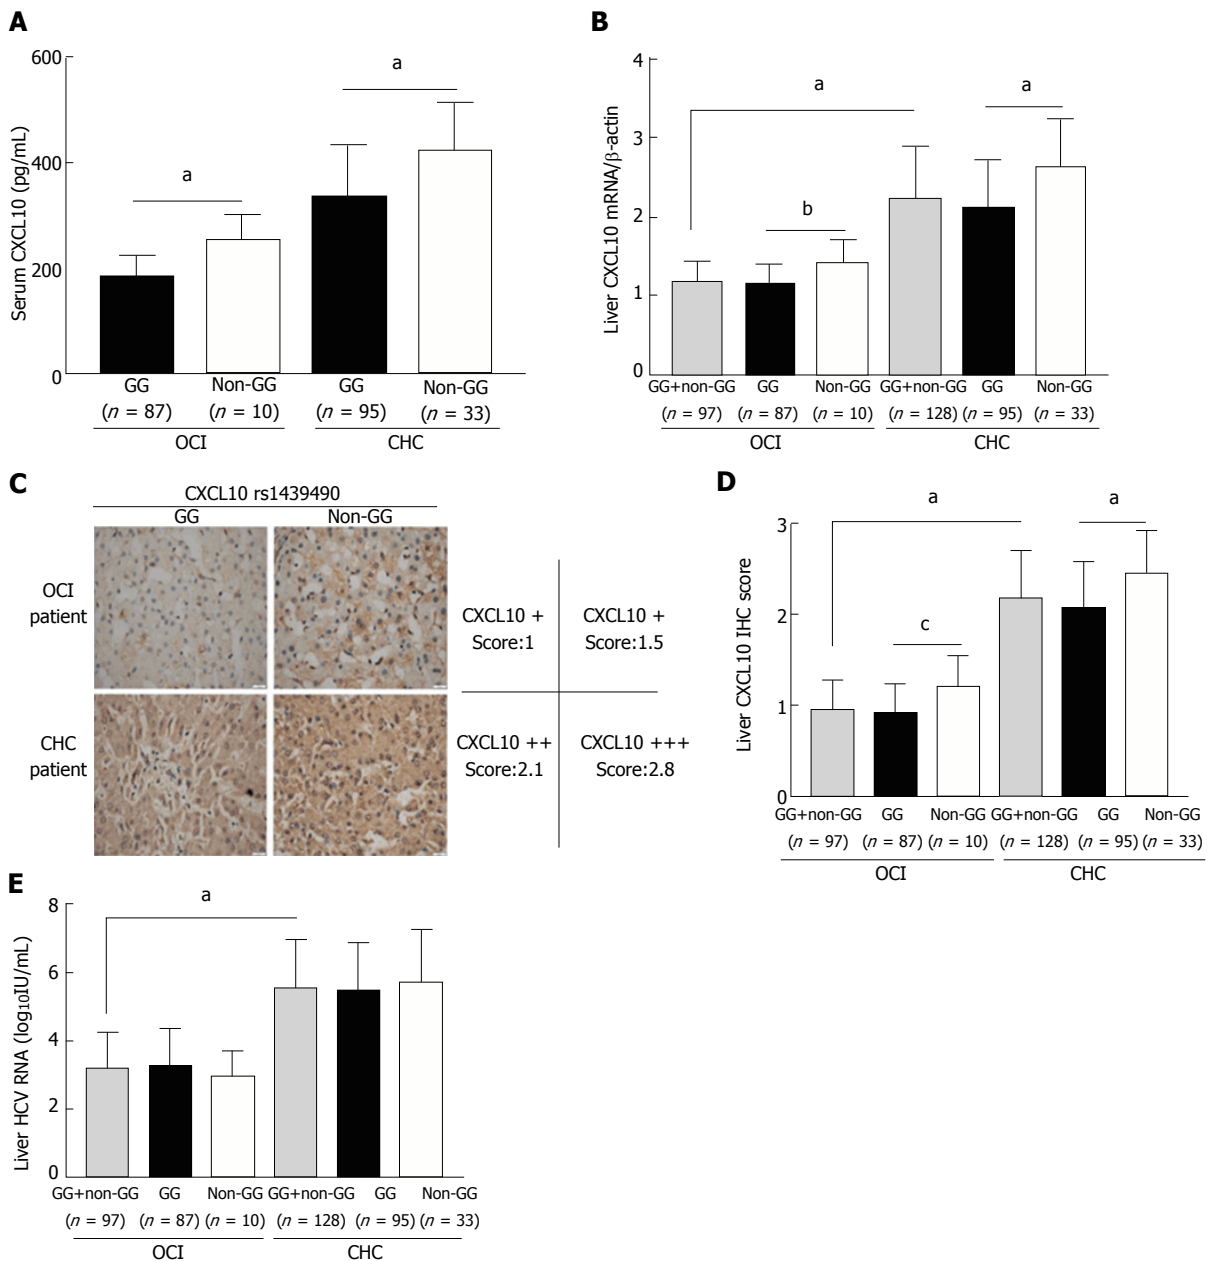 A
600
400
200
0
Serum CXCL10 (pg/mL)
a
a
GG
Non-GG
GG
Non-GG
(n = 87)
(n = 10)
(n = 95)
(n = 33)
OCI
CHC
B
4
3
2
1
0
Liver CXCL10 mRNA/β-actin
a
a
b
GG+non-GG GG Non-GG GG+non-GG GG Non-GG
(n = 97) (n = 87) (n = 10) (n = 128) (n = 95) (n = 33)
OCI
CHC
C
CXCL10 rs1439490
GG
Non-GG
OCI
patient
CHC
patient
CXCL10 +
Score:1
CXCL10 +
Score:1.5
CXCL10 ++
Score:2.1
CXCL10 +++
Score:2.8
D
3
2
1
0
Liver CXCL10 IHC score
a
a
c
GG+non-GG GG Non-GG GG+non-GG GG Non-GG
(n = 97) (n = 87) (n = 10) (n = 128) (n = 95) (n = 33)
OCI
CHC
E
8
6
4
2
0
Liver HCV RNA (log₁₀IU/mL)
a
GG+non-GG GG Non-GG GG+non-GG GG Non-GG
(n = 97) (n = 87) (n = 10) (n = 128) (n = 95) (n = 33)
OCI
CHC